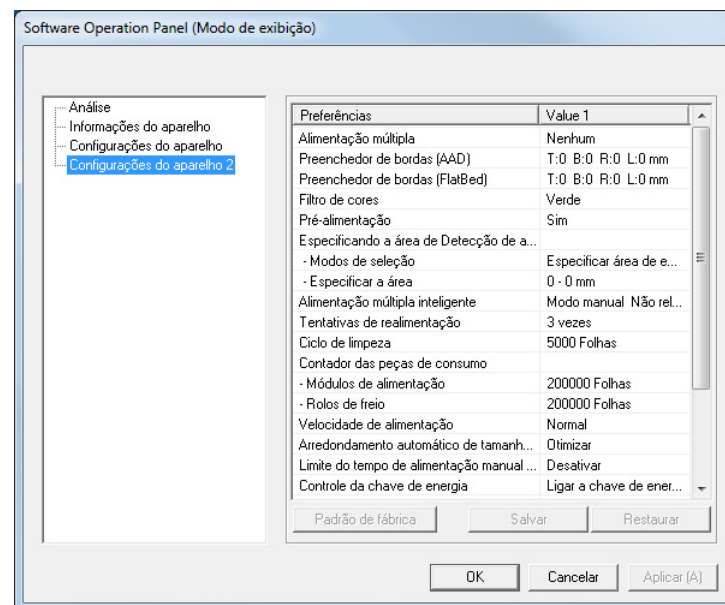 Software Operation Panel (Modo de exibição)
Análise
Informações do aparelho
Configurações do aparelho
Configurações do aparelho 2
Preferências Value 1
Alimentação múltipla Nenhum
Preenchedor de bordas (AAD) T:0 B:0 R:0 L:0 mm
Preenchedor de bordas (FlatBed) T:0 B:0 R:0 L:0 mm
Filtro de cores Verde
Pré-alimentação Sim
Especificando a área de Detecção de a...
- Modos de seleção Especificar área de e...
- Especificar a área 0 - 0 mm
Alimentação múltipla inteligente Modo manual Não rel...
Tentativas de realimentação 3 vezes
Ciclo de limpeza 5000 Folhas
Contador das peças de consumo
- Módulos de alimentação 200000 Folhas
- Rolos de freio 200000 Folhas
Velocidade de alimentação Normal
Arredondamento automático de tamanh... Otimizar
Limite do tempo de alimentação manual ... Desativar
Controle da chave de energia Ligar a chave de ener...
Padrão de fábrica Salvar Restaurar
OK Cancelar Aplicar (A)